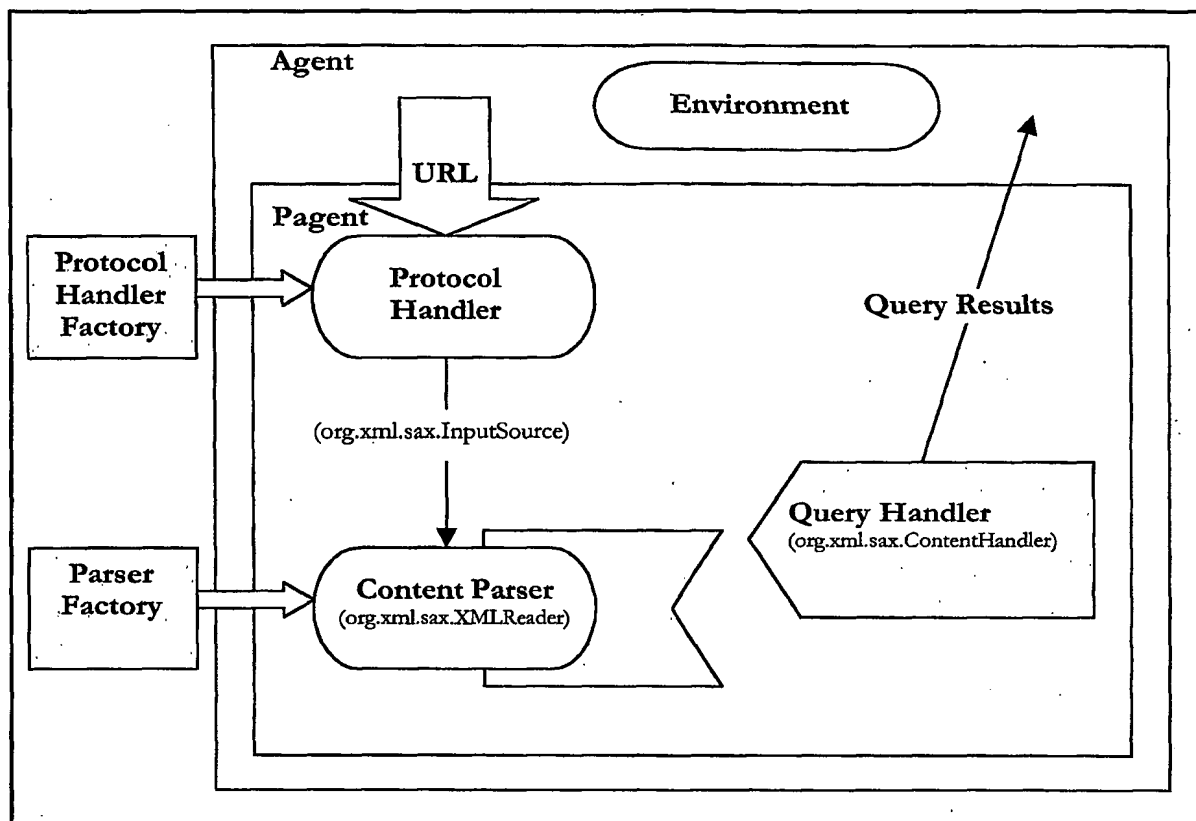 Agent
Environment
URL
Pagent
Protocol
Handler
Factory
Protocol
Handler
Query Results
(org.xml.sax.InputSource)
Query Handler
(org.xml.sax.ContentHandler)
Parser
Factory
Content Parser
(org.xml.sax.XMLReader)